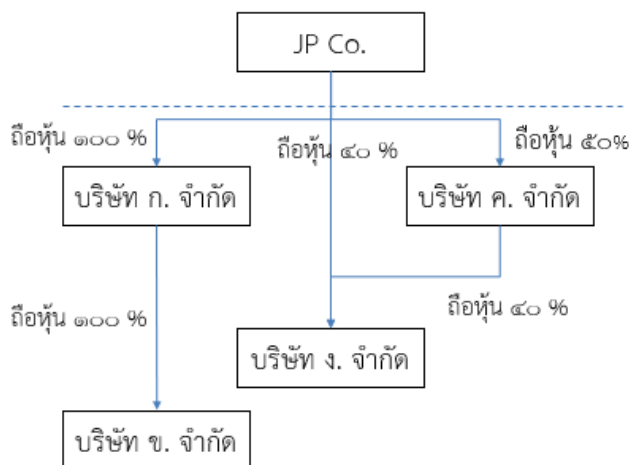 JP Co.
ถือหุ้น ๑๐๐ %
ถือหุ้น ๔๐ %
ถือหุ้น ๕๐%
บริษัท ก. จำกัด
บริษัท ค. จำกัด
ถือหุ้น ๑๐๐ %
ถือหุ้น ๔๐ %
บริษัท ง. จำกัด
บริษัท ข. จำกัด